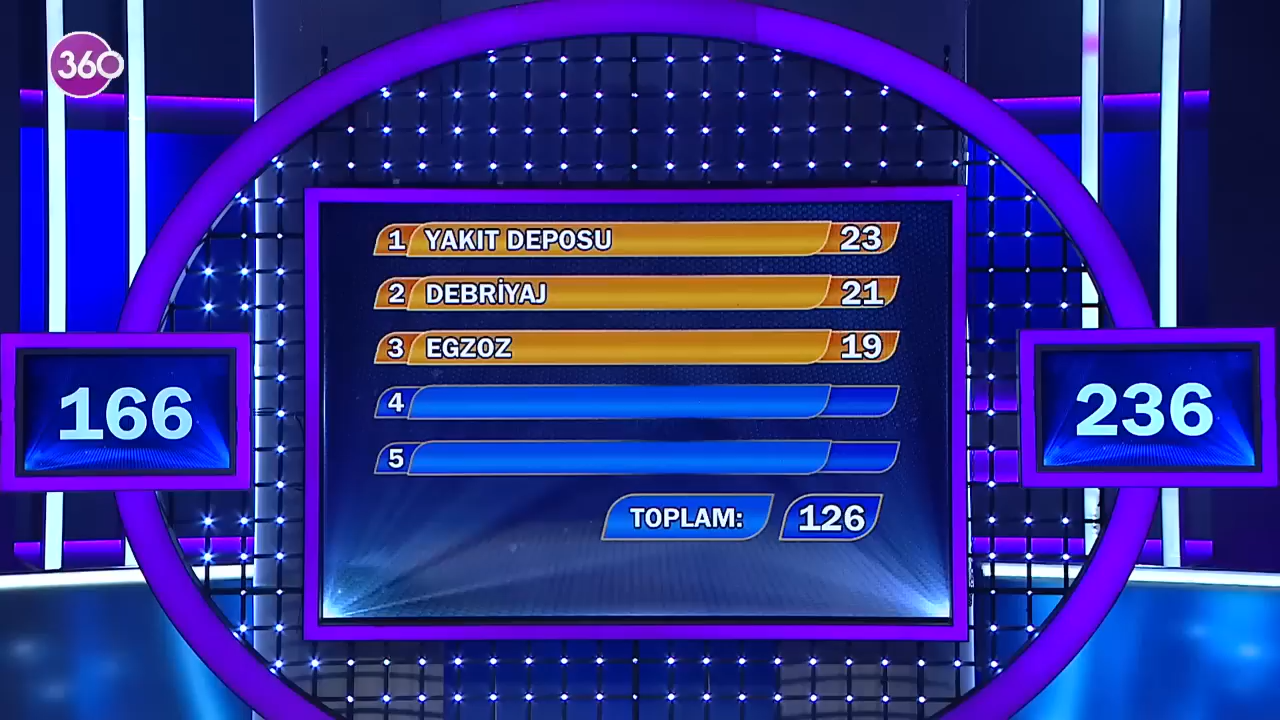 360
1 YAKIT DEPOSU 23
2 DEBRİYAJ 21
3 EGZOZ 19
4
5
166
236
TOPLAM: 126